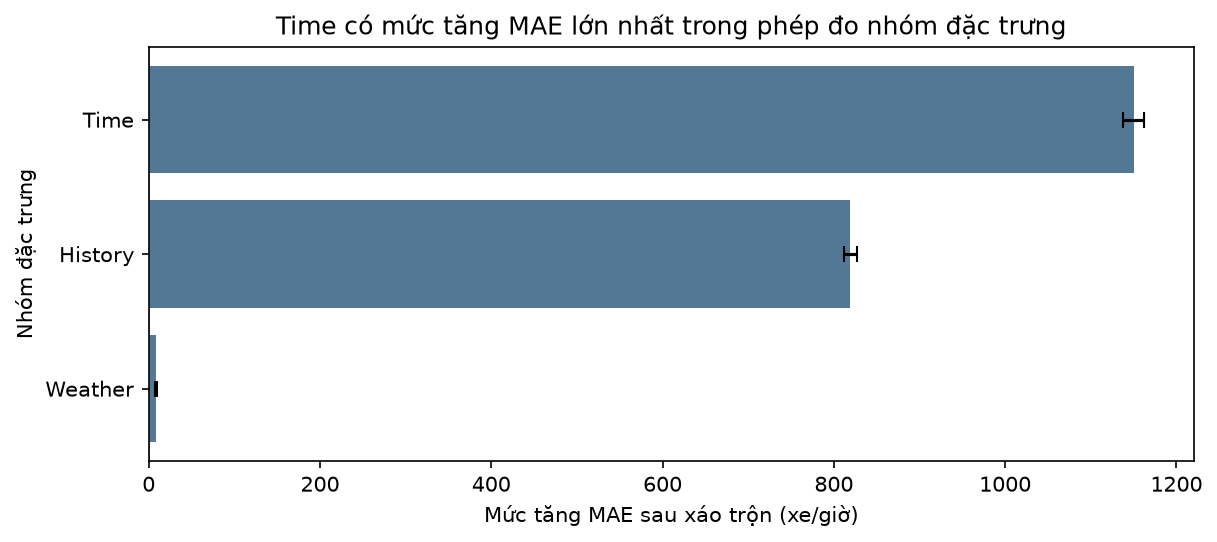 Time có mức tăng MAE lớn nhất trong phép đo nhóm đặc trưng
Nhóm đặc trưng
Time
History
Weather
0 200 400 600 800 1000 1200
Mức tăng MAE sau xáo trộn (xe/giờ)